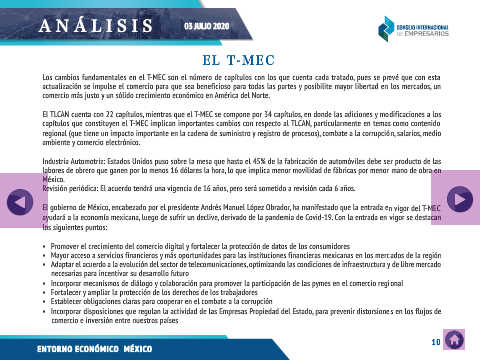 ANÁLISIS
03 JULIO 2020
CONSEJO INTERNACIONAL
DE EMPRESARIOS
EL T-MEC
Los cambios fundamentales en el T-MEC son el número de capítulos con los que cuenta cada tratado, pues se prevé que con esta
actualización se impulse el comercio para que sea beneficioso para todas las partes y posibilite mayor libertad en los mercados, un
comercio más justo y un sólido crecimiento económico en América del Norte.
El TLCAN cuenta con 22 capítulos, mientras que el T-MEC se compone por 34 capítulos, en donde las adiciones y modificaciones a los
capítulos que constituyen el T-MEC implican importantes cambios con respecto al TLCAN, particularmente en temas como contenido
regional (que tiene un impacto importante en la cadena de suministro y registro de procesos), combate a la corrupción, salarios, medio
ambiente y comercio electrónico.
Industria Automotriz: Estados Unidos puso sobre la mesa que hasta el 45% de la fabricación de automóviles debe ser producto de las
labores de obrero que ganen por lo menos 16 dólares la hora, lo que implica menor movilidad de fábricas por menor mano de obra en
México.
Revisión periódica: El acuerdo tendrá una vigencia de 16 años, pero será sometido a revisión cada 6 años.
El gobierno de México, encabezado por el presidente Andrés Manuel López Obrador, ha manifestado que la entrada en vigor del T-MEC
ayudará a la economía mexicana, luego de sufrir un declive, derivado de la pandemia de Covid-19. Con la entrada en vigor se destacan
los siguientes puntos:
• Promover el crecimiento del comercio digital y fortalecer la protección de datos de los consumidores
• Mayor acceso a servicios financieros y más oportunidades para las instituciones financieras mexicanas en los mercados de la región
• Adaptar el acuerdo a la evolución del sector de telecomunicaciones, optimizando las condiciones de infraestructura y de libre mercado
necesarias para incentivar su desarrollo futuro
• Incorporar mecanismos de diálogo y colaboración para promover la participación de las pymes en el comercio regional
• Fortalecer y ampliar la protección de los derechos de los trabajadores
• Establecer obligaciones claras para cooperar en el combate a la corrupción
• Incorporar disposiciones que regulan la actividad de las Empresas Propiedad del Estado, para prevenir distorsiones en los flujos de
comercio e inversión entre nuestros países
10
ENTORNO ECONÓMICO MÉXICO